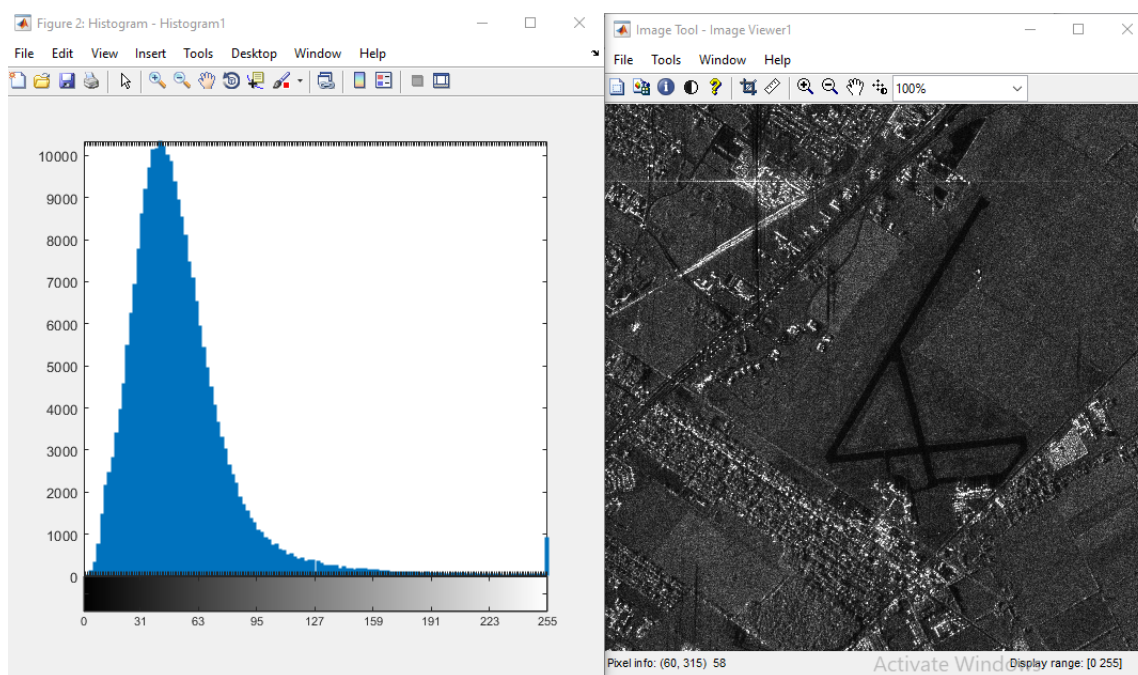 Figure 2: Histogram - Histogram1
File Edit View Insert Tools Desktop Window Help
10000
9000
8000
7000
6000
5000
4000
3000
2000
1000
0
0 31 63 95 127 159 191 223 255
Image Tool - Image Viewer1
File Tools Window Help
100%
Pixel info: (60, 315) 58
Activate Windows
Display range: [0 255]